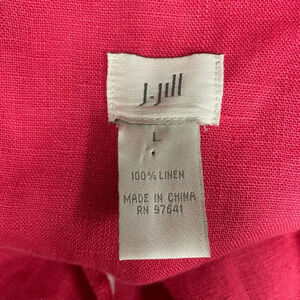 J.Jill
L
100% LINEN
MADE IN CHINA
RN 97641